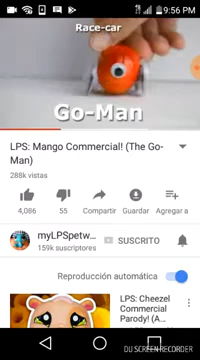 9:56 PM
Race-car
Go-Man
LPS: Mango Commercial! (The Go-
Man)
288k vistas
4,086
55
Compartir
Guardar
Agregar a
myLPSpetw...
159k suscriptores
SUSCRITO
Reproducción automática
LPS: Cheezel
Commercial
Parody! (A...
DU SCREEN RECORDER